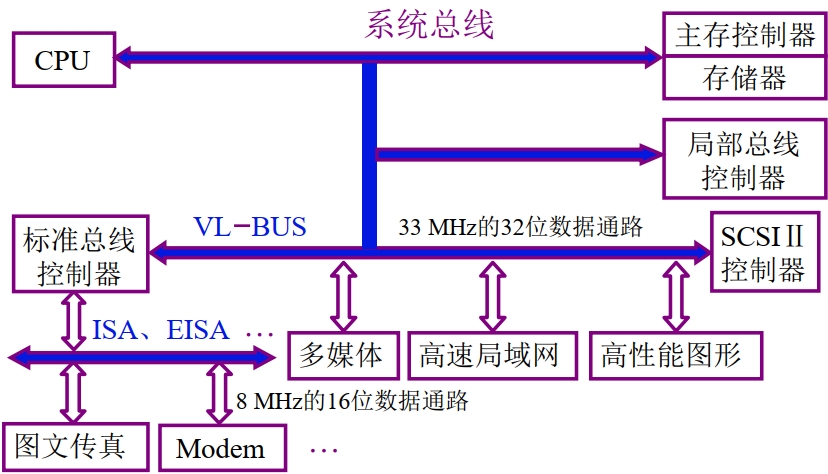 系统总线
CPU
主存控制器
存储器
局部总线
控制器
VL-BUS
33 MHz的32位数据通路
标准总线
控制器
SCSIⅡ
控制器
ISA、EISA …
多媒体
高速局域网
高性能图形
8 MHz的16位数据通路
图文传真
Modem
…